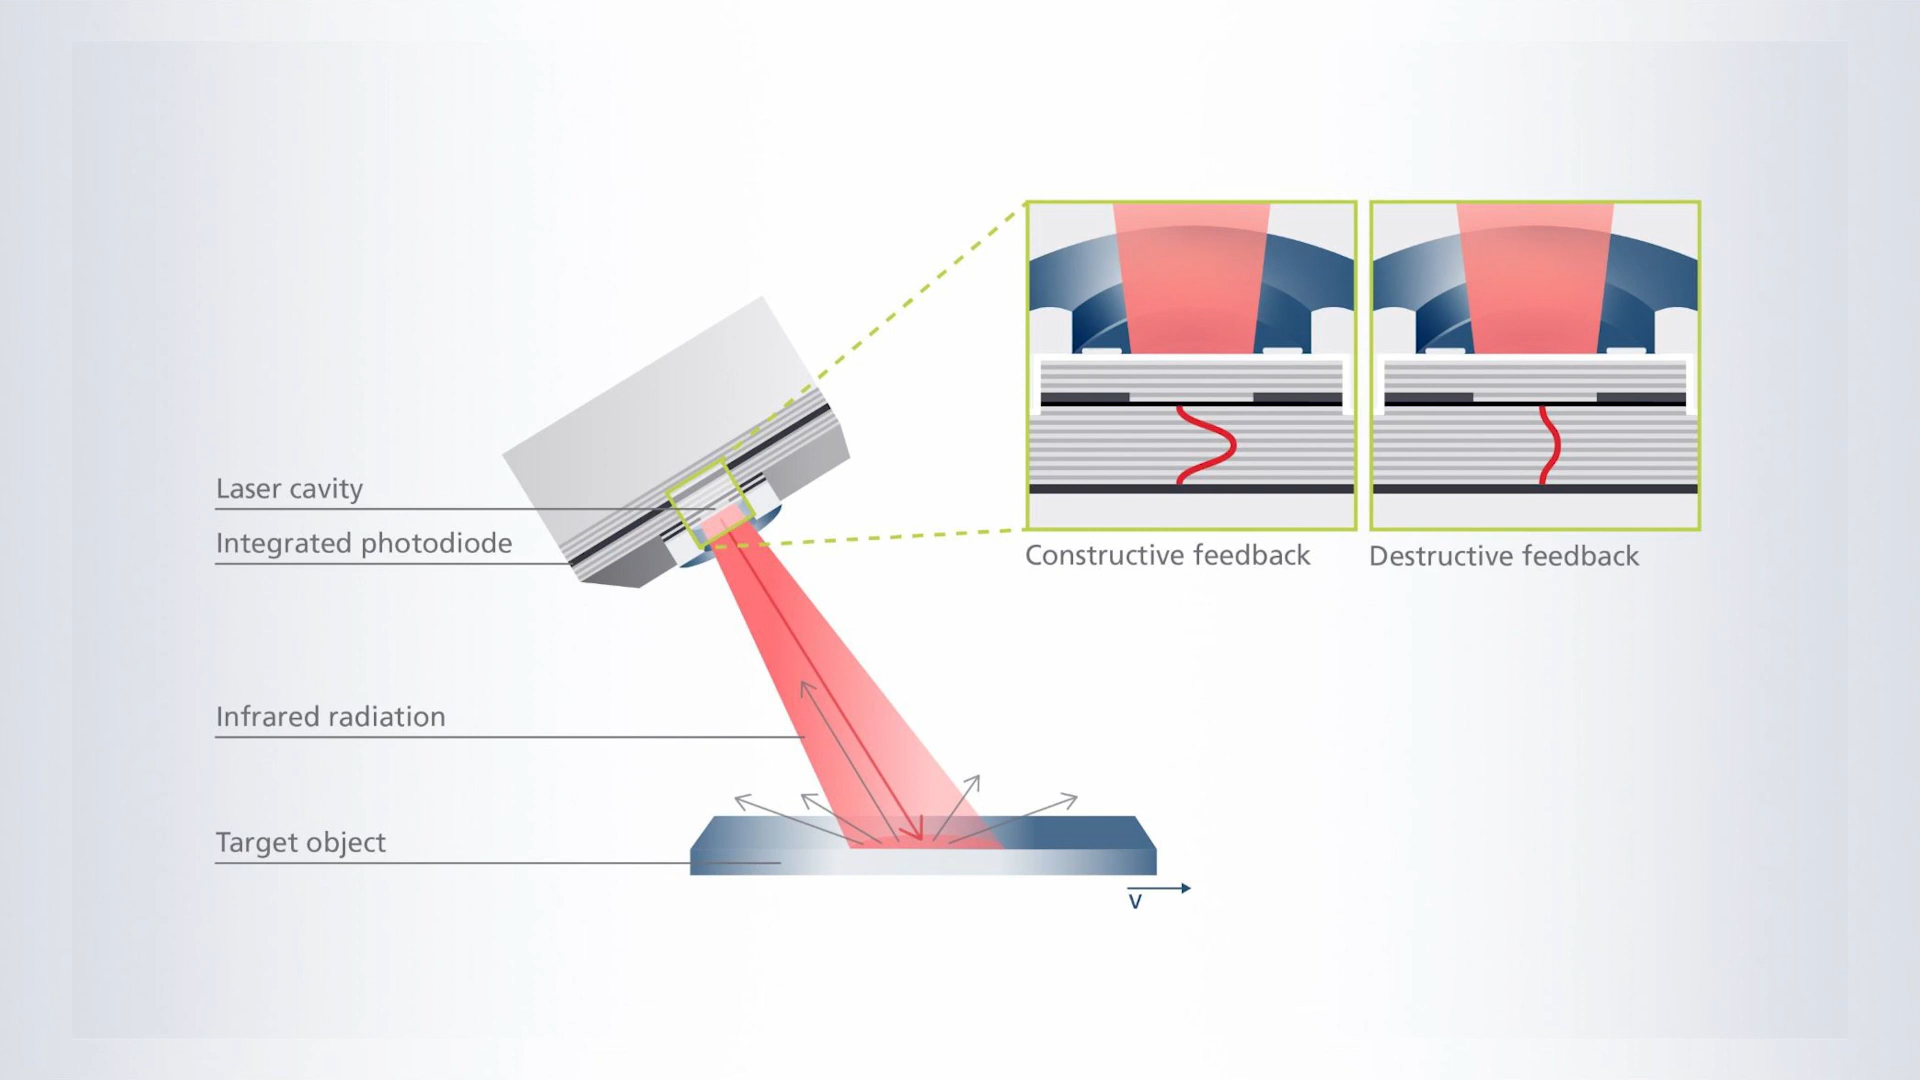 Laser cavity
Integrated photodiode
Infrared radiation
Target object
Constructive feedback
Destructive feedback
v